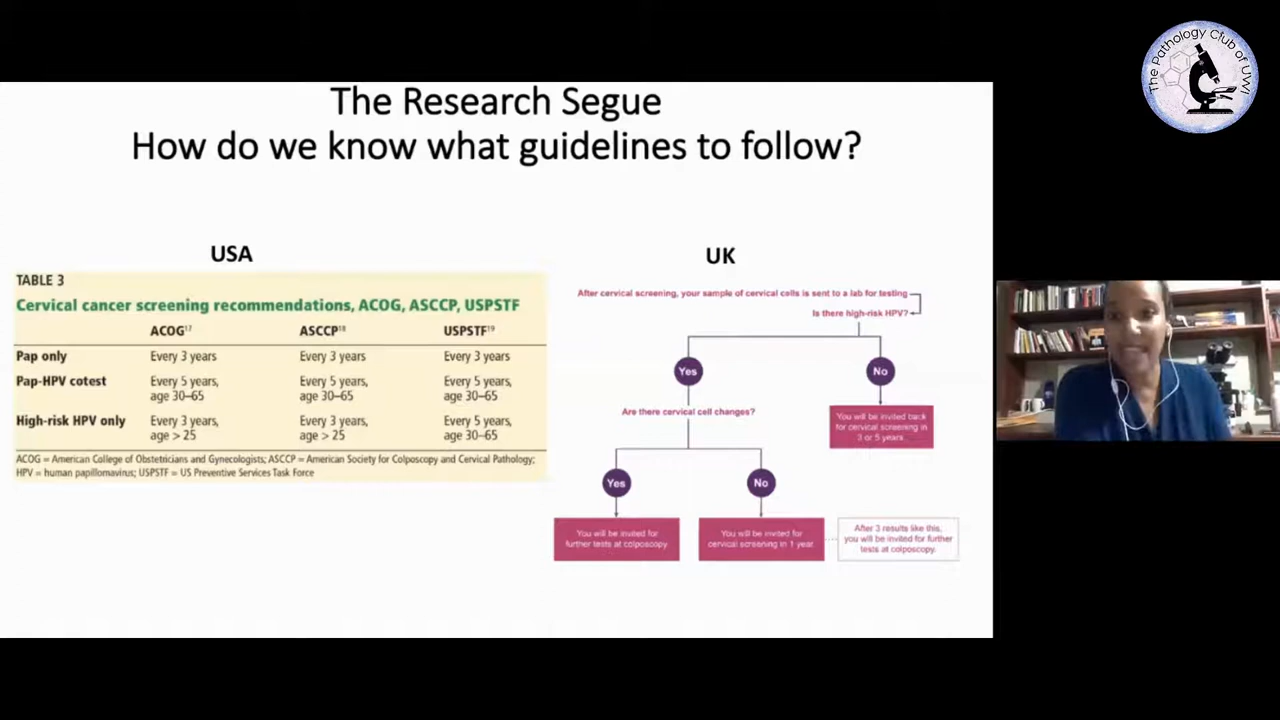 The Pathology Club of UWI
The Research Segue
How do we know what guidelines to follow?
USA
TABLE 3
Cervical cancer screening recommendations, ACOG, ASCCP, USPSTF
ACOG17 ASCCP18 USPSTF19
Pap only Every 3 years Every 3 years Every 3 years
Pap-HPV cotest Every 5 years, Every 5 years, Every 5 years,
age 30–65 age 30–65 age 30–65
High-risk HPV only Every 3 years, Every 3 years, Every 5 years,
age > 25 age > 25 age 30–65
ACOG = American College of Obstetricians and Gynecologists; ASCCP = American Society for Colposcopy and Cervical Pathology;
HPV = human papillomavirus; USPSTF = US Preventive Services Task Force
UK
After cervical screening, your sample of cervical cells is sent to a lab for testing
Is there high-risk HPV?
Yes
No
Are there cervical cell changes?
You will be invited back
for cervical screening in
3 or 5 years
Yes
No
You will be invited for
further tests at colposcopy
You will be invited for
cervical screening in 1 year
After 3 results like this,
you will be invited for further
tests at colposcopy.